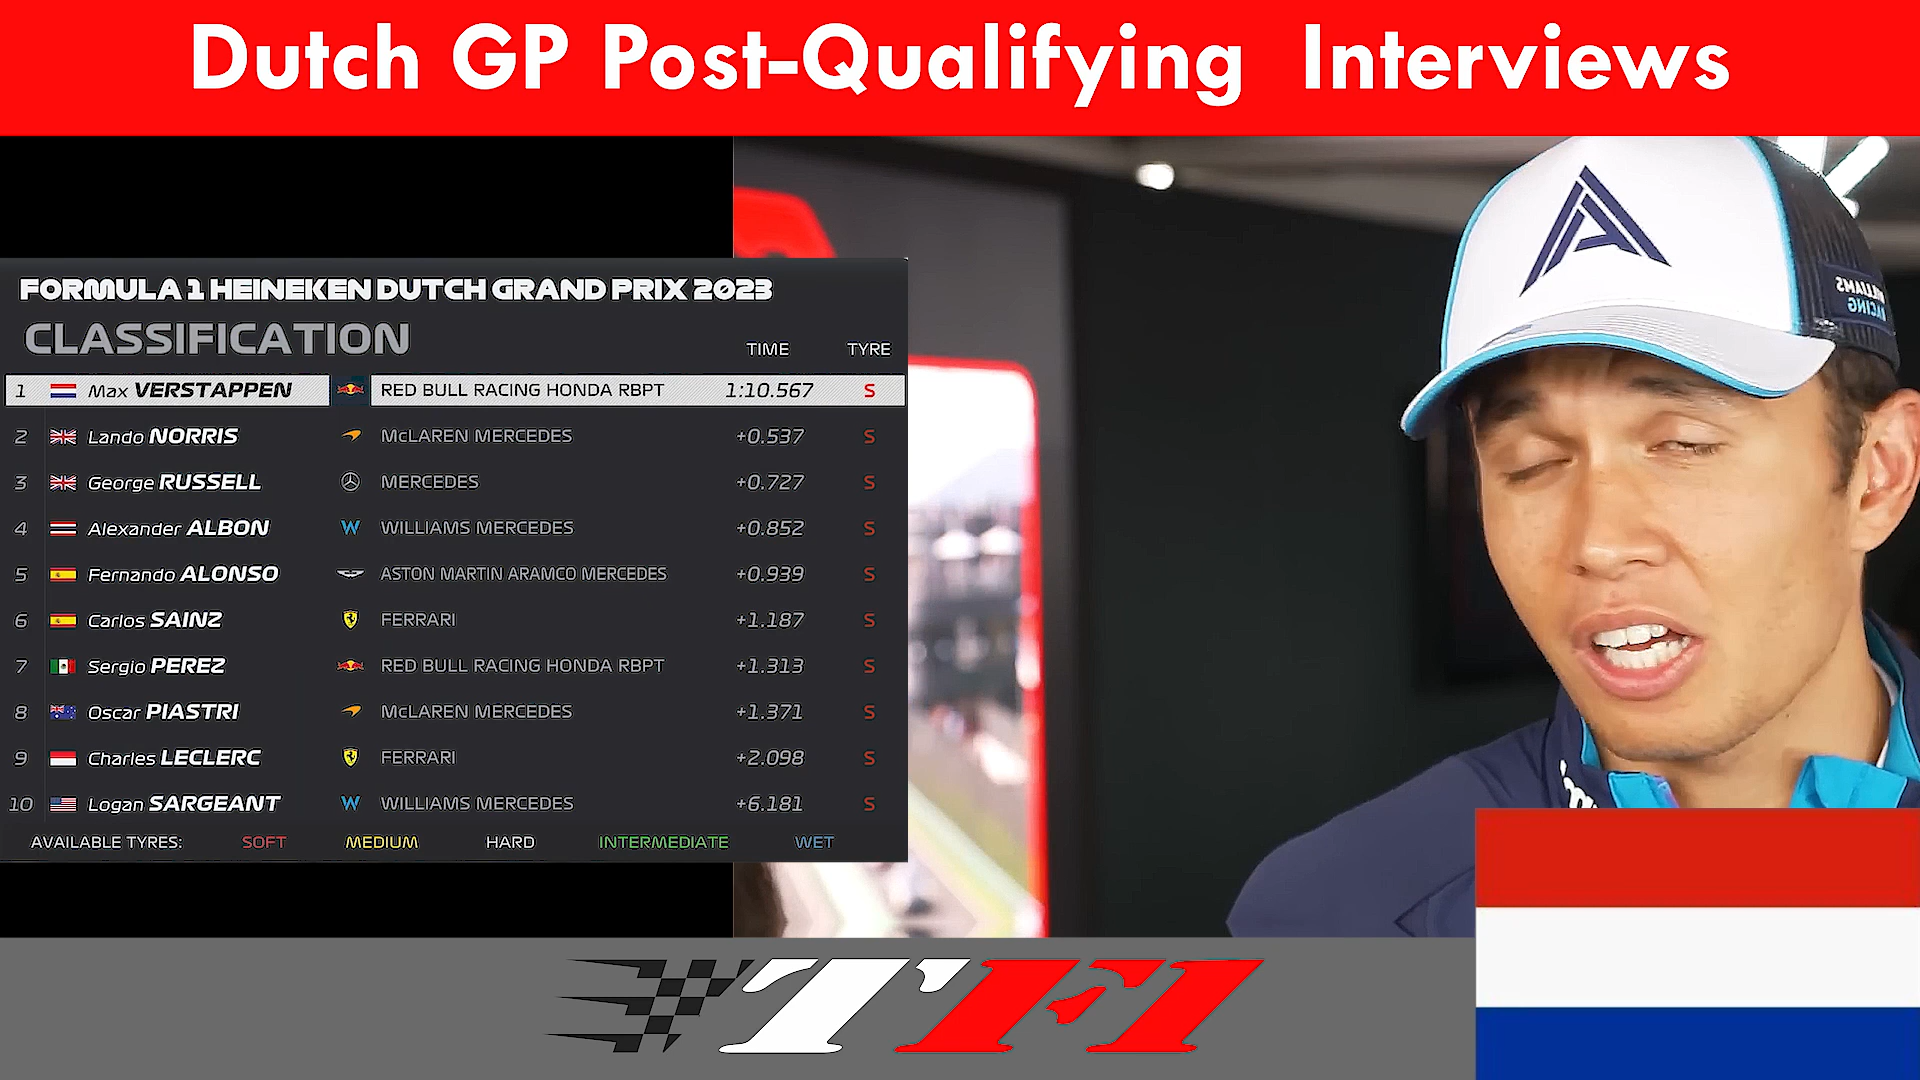 Dutch GP Post-Qualifying Interviews
FORMULA 1 HEINEKEN DUTCH GRAND PRIX 2023
CLASSIFICATION
TIME TYRE
1 Max VERSTAPPEN RED BULL RACING HONDA RBPT 1:10.567 S
2 Lando NORRIS McLAREN MERCEDES +0.537 S
3 George RUSSELL MERCEDES +0.727 S
4 Alexander ALBON W WILLIAMS MERCEDES +0.852 S
5 Fernando ALONSO ASTON MARTIN ARAMCO MERCEDES +0.939 S
6 Carlos SAINZ FERRARI +1.187 S
7 Sergio PEREZ RED BULL RACING HONDA RBPT +1.313 S
8 Oscar PIASTRI McLAREN MERCEDES +1.371 S
9 Charles LECLERC FERRARI +2.098 S
10 Logan SARGEANT W WILLIAMS MERCEDES +6.181 S
AVAILABLE TYRES: SOFT MEDIUM HARD INTERMEDIATE WET
WILLIAMS
RACING
TF1